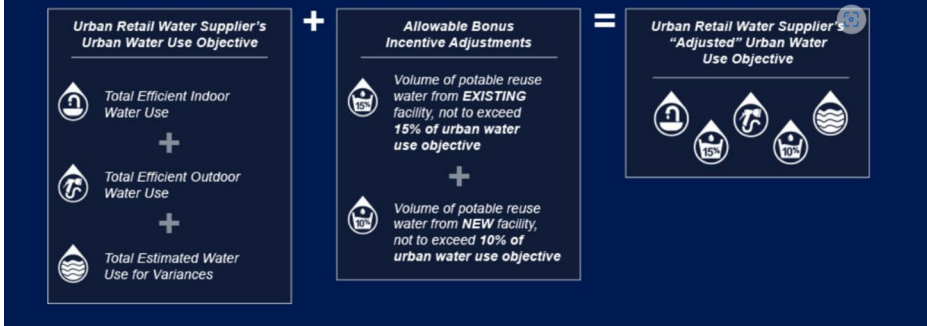 Urban Retail Water Supplier's
Urban Water Use Objective
Total Efficient Indoor
Water Use
+
Total Efficient Outdoor
Water Use
+
Total Estimated Water
Use for Variances
+
Allowable Bonus
Incentive Adjustments
15%
Volume of potable reuse
water from EXISTING
facility, not to exceed
15% of urban water
use objective
+
10%
Volume of potable reuse
water from NEW facility,
not to exceed 10% of
urban water use objective
=
Urban Retail Water Supplier's
“Adjusted” Urban Water
Use Objective
15%
10%